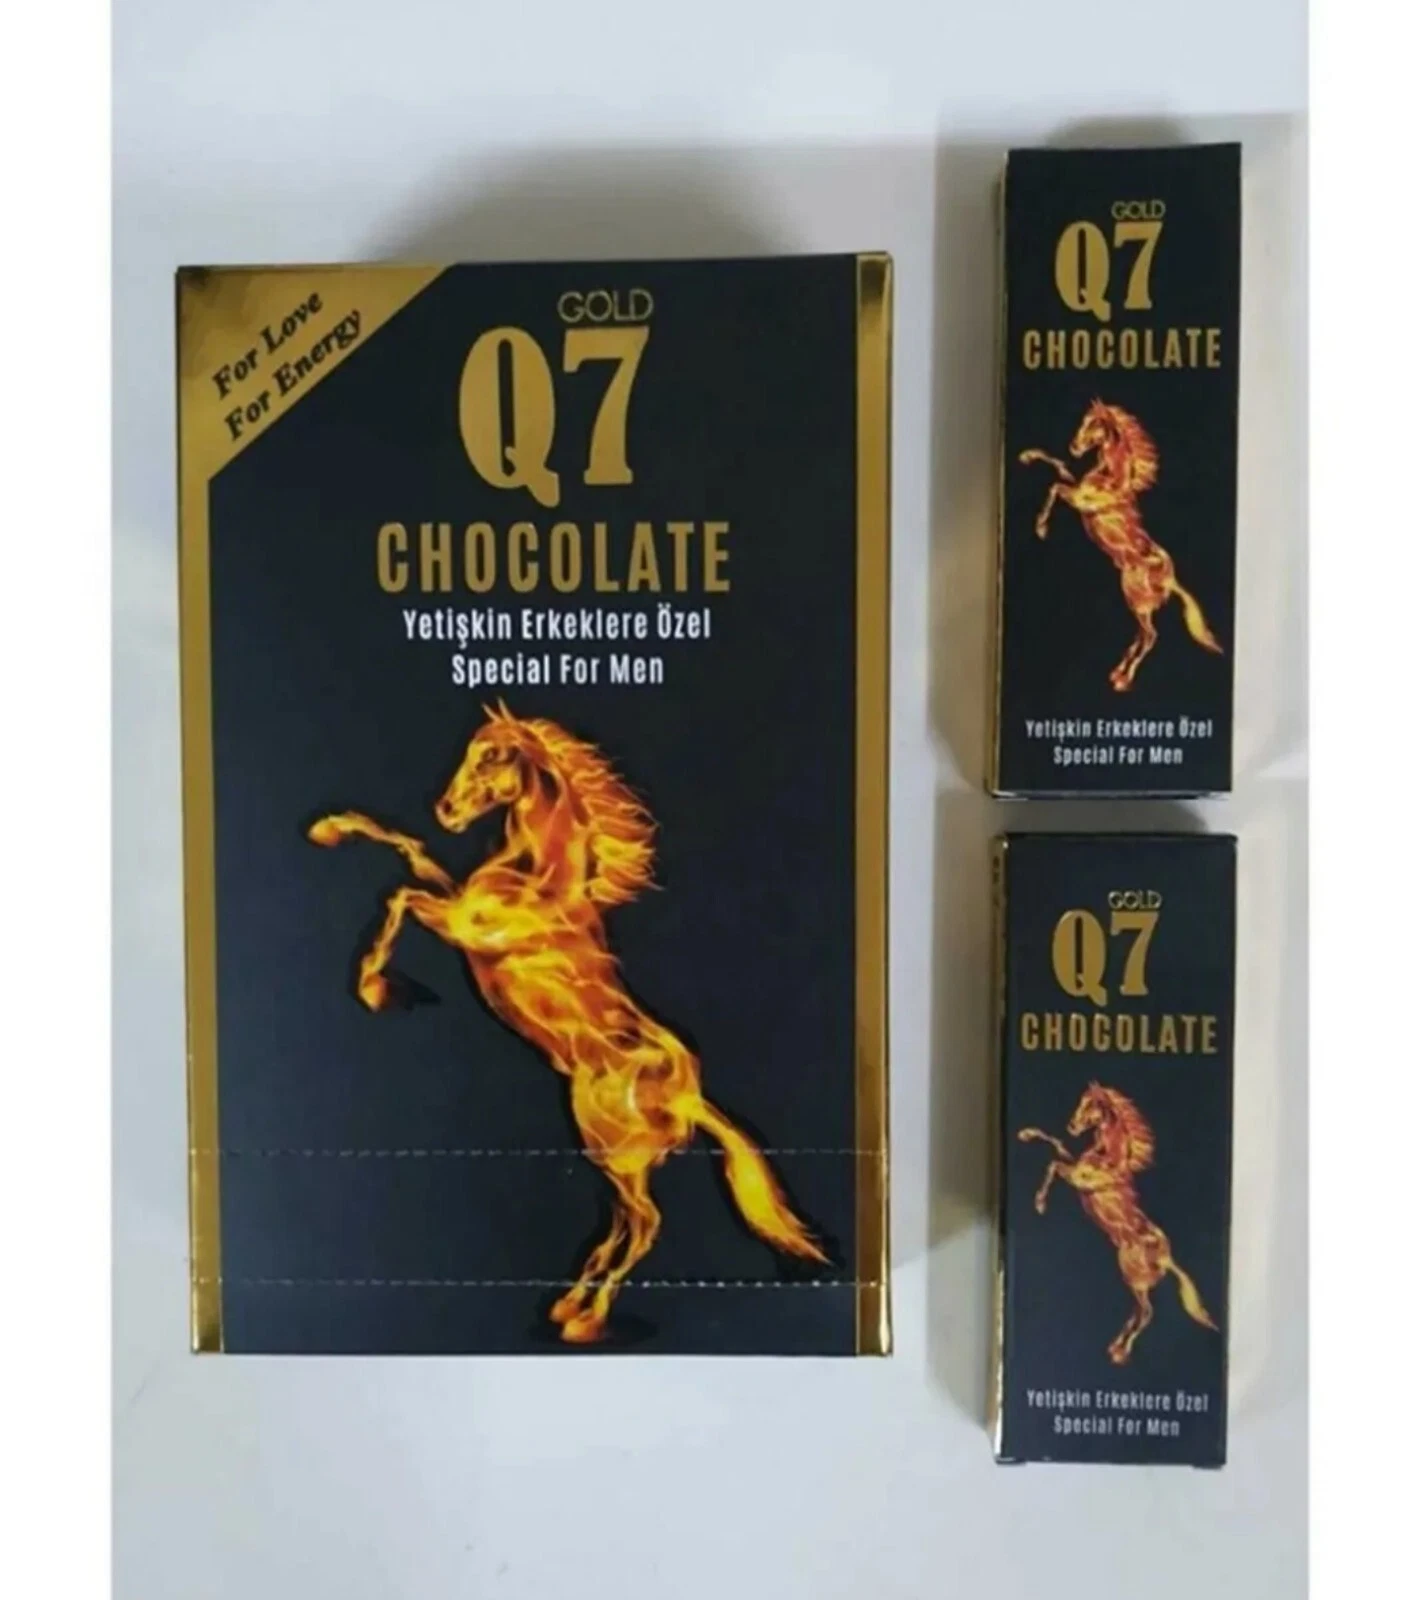 For Love
For Energy
GOLD
Q7
CHOCOLATE
Yetişkin Erkeklere Özel
Special For Men
GOLD
Q7
CHOCOLATE
Yetişkin Erkeklere Özel
Special For Men
GOLD
Q7
CHOCOLATE
Yetişkin Erkeklere Özel
Special For Men